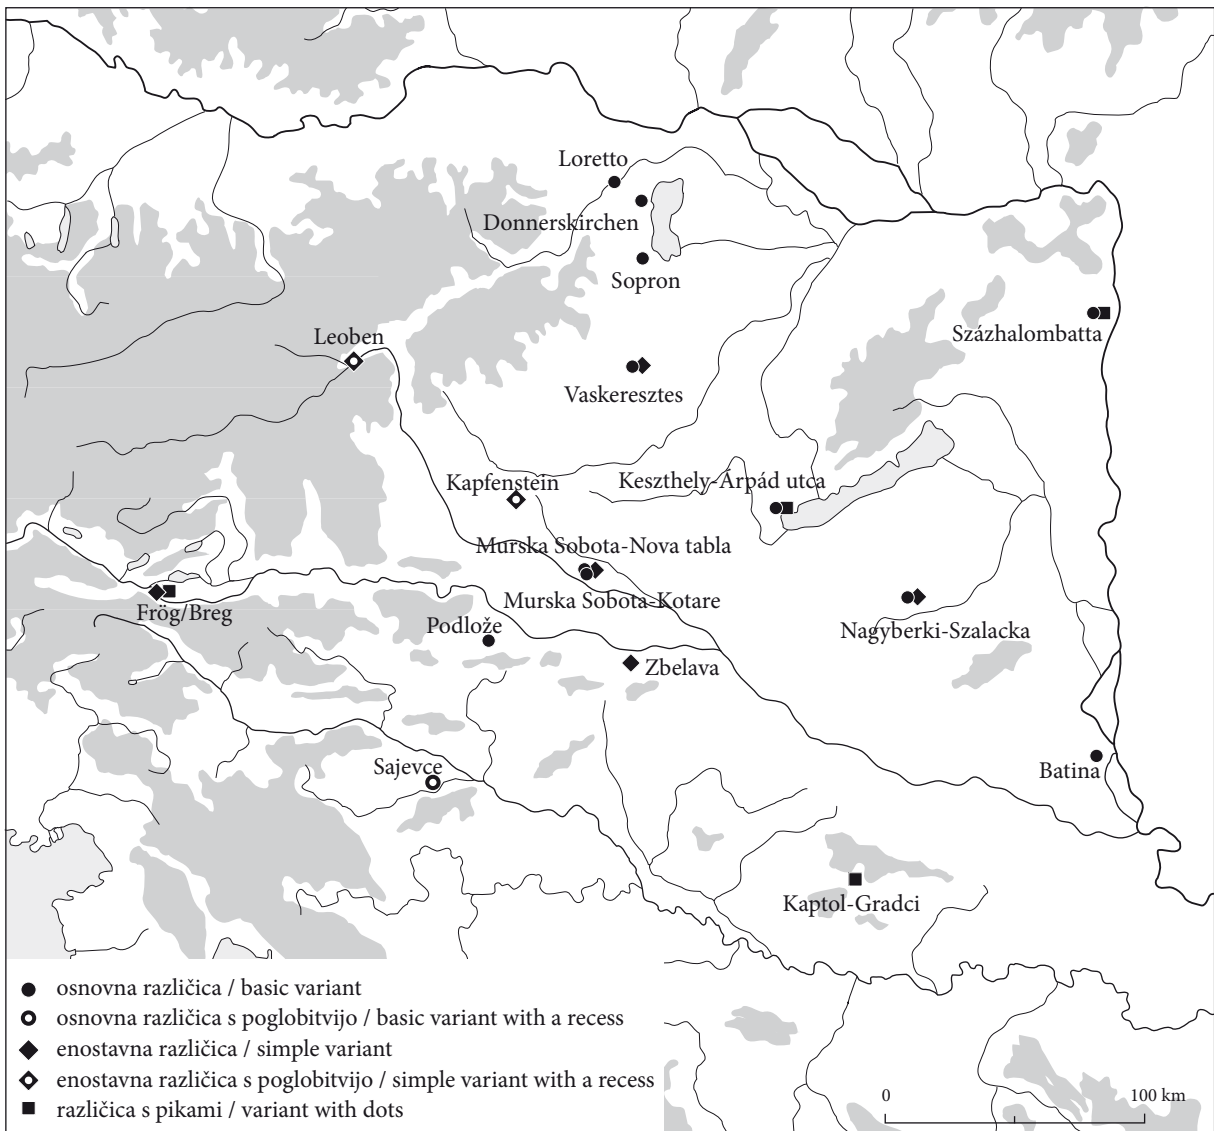 Loretto
Donnerskirchen
Sopron
Százhalombatta
Leoben
Vaskeresztes
Kapfenstein
Keszthely-Árpád utca
Murska Sobota-Nova tabla
Murska Sobota-Kotare
Frög/Breg
Podlože
Nagyberki-Szalacka
Zbelava
Sajevce
Batina
Kaptol-Gradci
osnovna različica / basic variant
osnovna različica s poglobitvijo / basic variant with a recess
enostavna različica / simple variant
enostavna različica s poglobitvijo / simple variant with a recess
različica s pikami / variant with dots
0 100 km